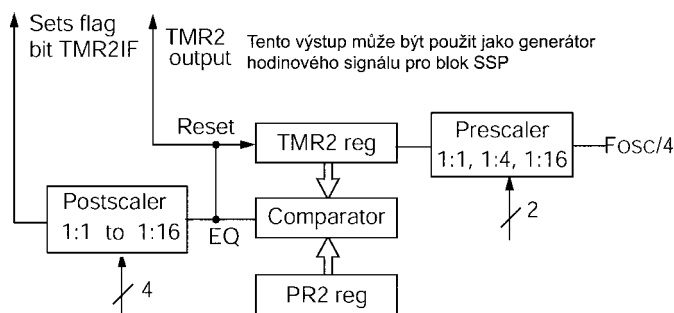 Sets flag
bit TMR2IF
TMR2
output
Tento výstup může být použit jako generátor
hodinového signálu pro blok SSP
Reset
TMR2 reg
Prescaler
1:1, 1:4, 1:16
Fosc/4
Postscaler
1:1 to 1:16
EQ
Comparator
2
4
PR2 reg